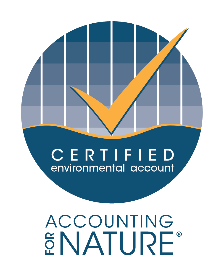 CERTIFIED
environmental account
ACCOUNTING
FOR NATURE®